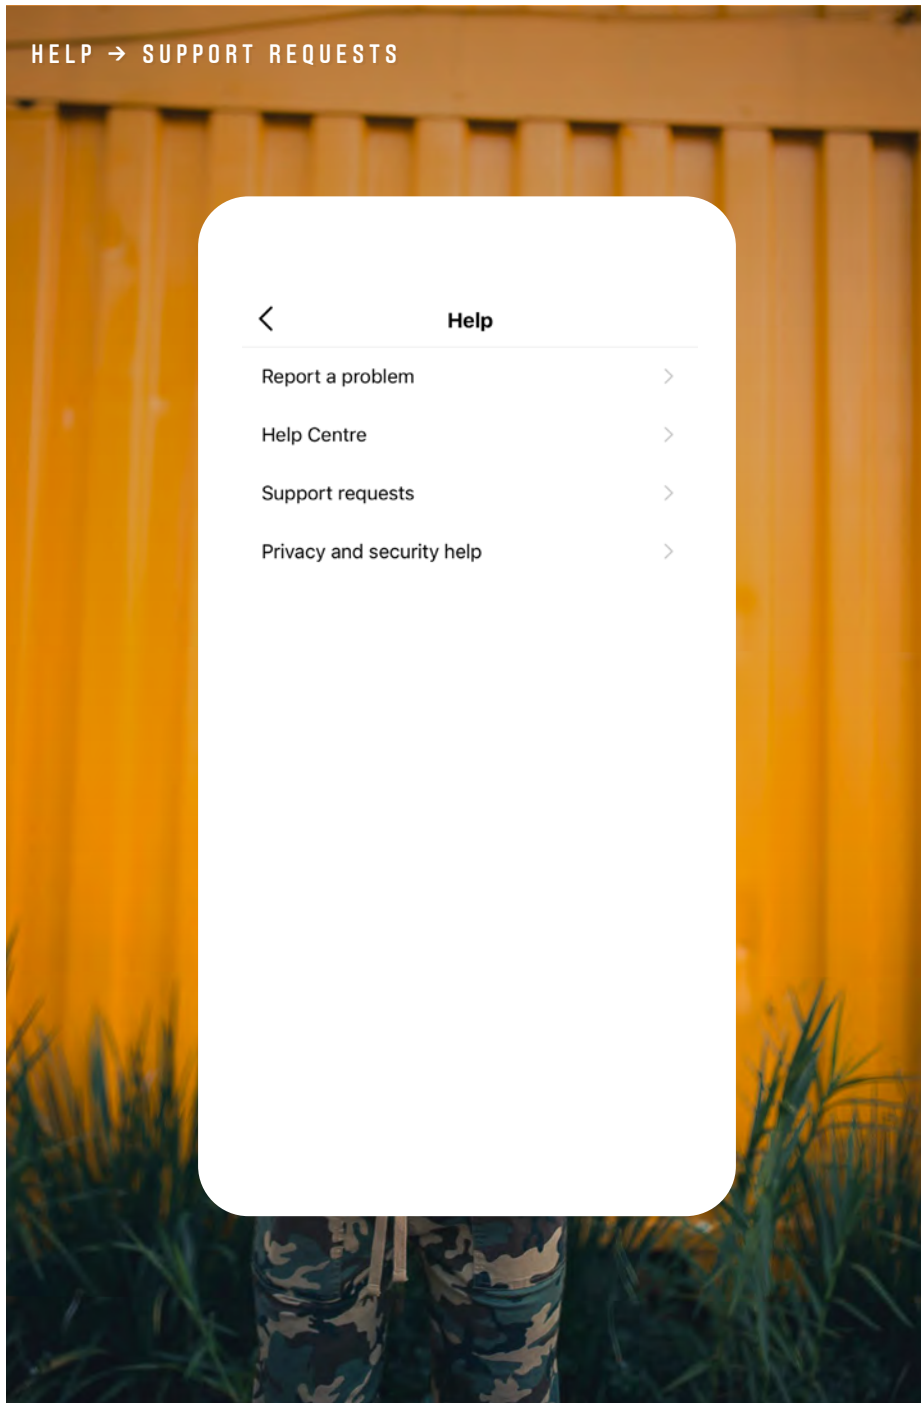 HELP → SUPPORT REQUESTS
Help
Report a problem
Help Centre
Support requests
Privacy and security help